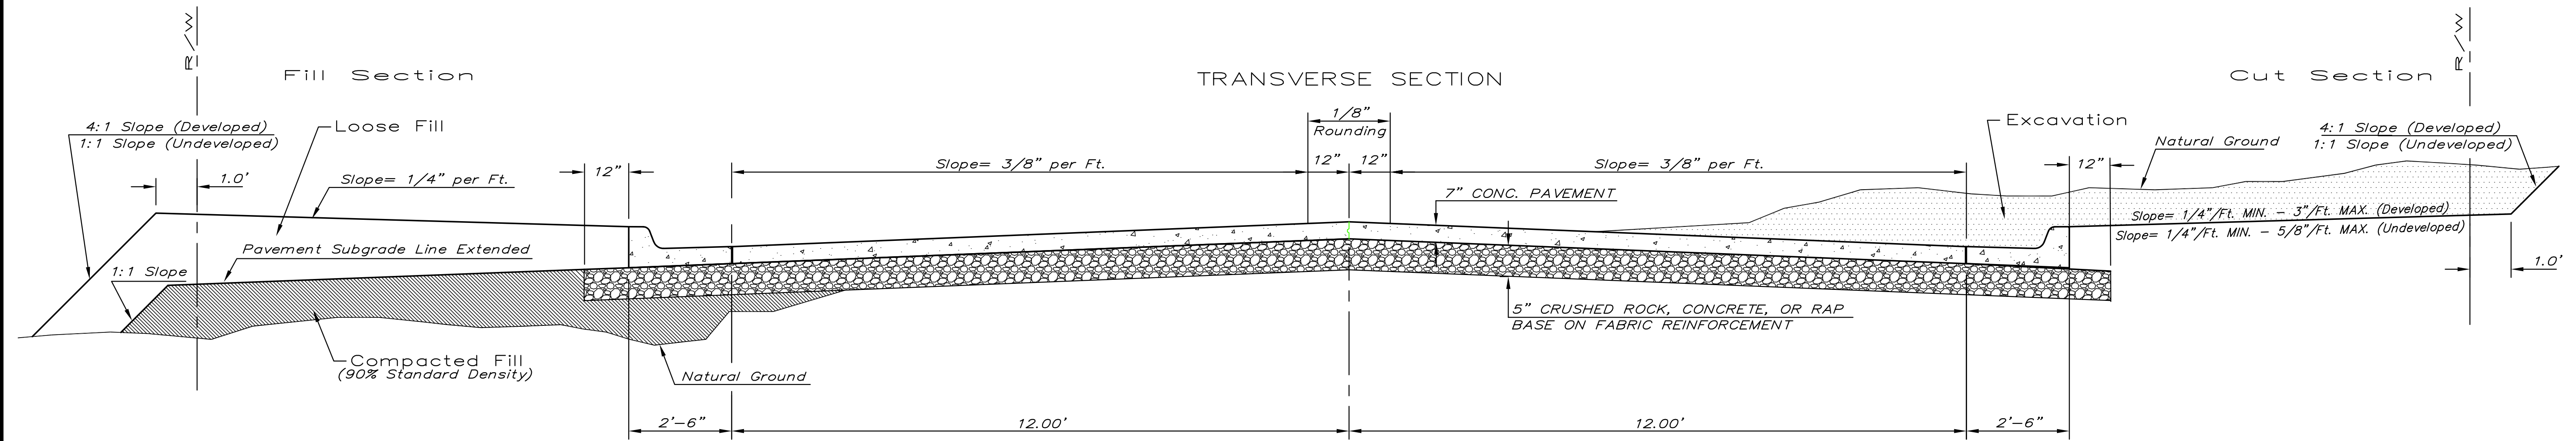 R/W
Fill Section
TRANSVERSE SECTION
Cut Section
R/W
4:1 Slope (Developed)
1:1 Slope (Undeveloped)
Loose Fill
1/8"
Rounding
Excavation
Natural Ground
4:1 Slope (Developed)
1:1 Slope (Undeveloped)
1.0'
Slope= 1/4" per Ft.
12"
Slope= 3/8" per Ft.
12"
12"
Slope= 3/8" per Ft.
12"
7" CONC. PAVEMENT
Slope= 1/4"/Ft. MIN. - 3"/Ft. MAX. (Developed)
Slope= 1/4"/Ft. MIN. - 5/8"/Ft. MAX. (Undeveloped)
Pavement Subgrade Line Extended
1:1 Slope
1.0'
5" CRUSHED ROCK, CONCRETE, OR RAP
BASE ON FABRIC REINFORCEMENT
Compacted Fill
(90% Standard Density)
Natural Ground
2'-6"
12.00'
12.00'
2'-6"